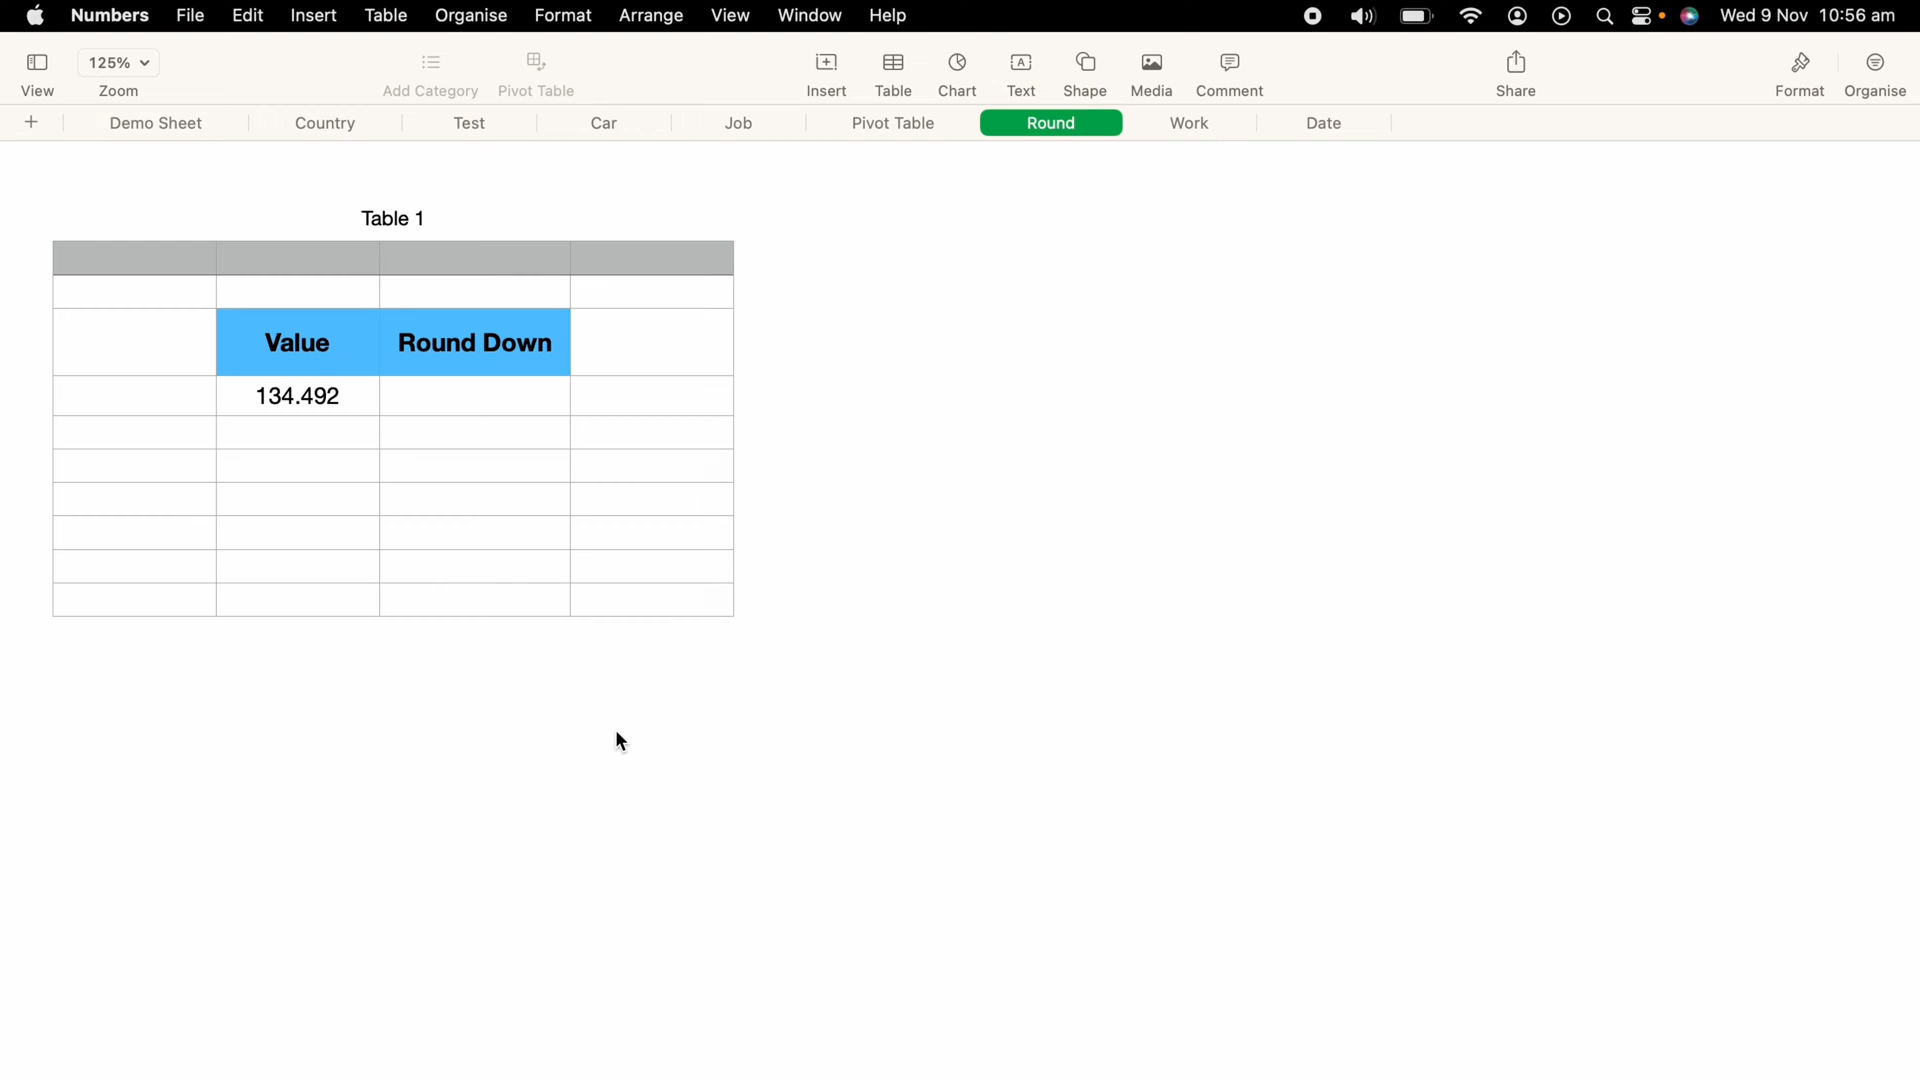 Numbers File Edit Insert Table Organise Format Arrange View Window Help Wed 9 Nov 10:56 am
125%
View Zoom Add Category Pivot Table Insert Table Chart Text Shape Media Comment Share Format Organise
Demo Sheet Country Test Car Job Pivot Table Round Work Date
Table 1
Value Round Down
134.492